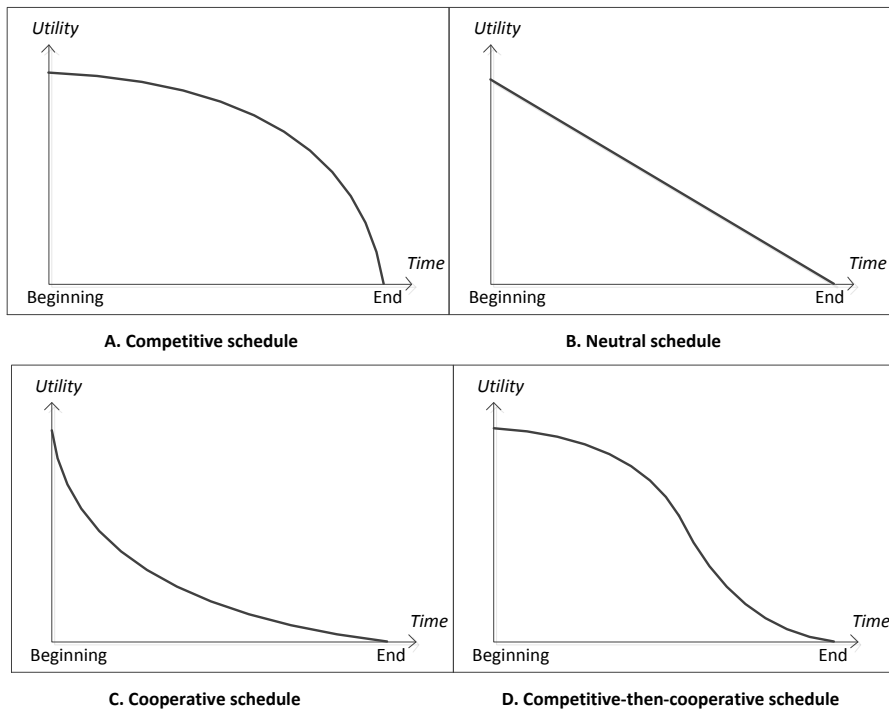 Utility
Time
Beginning
End
A. Competitive schedule
Utility
Time
Beginning
End
B. Neutral schedule
Utility
Time
Beginning
End
C. Cooperative schedule
Utility
Time
Beginning
End
D. Competitive-then-cooperative schedule